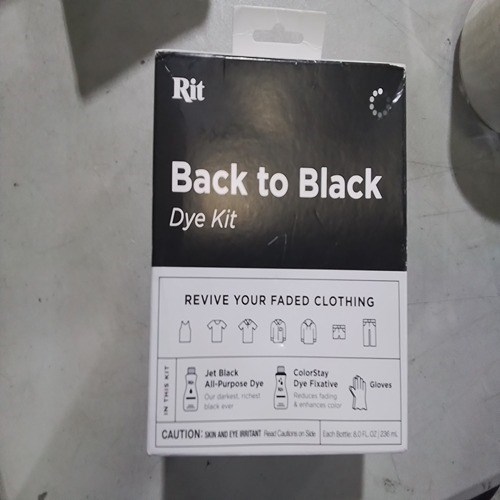 Rit
Back to Black
Dye Kit
REVIVE YOUR FADED CLOTHING
IN THIS KIT
Jet Black
All-Purpose Dye
Our darkest, richest
black ever
ColorStay
Dye Fixative
Reduces fading
& enhances color
Gloves
CAUTION: SKIN AND EYE IRRITANT Read Cautions on Side
Each Bottle: 8.0 FL OZ | 236 mL